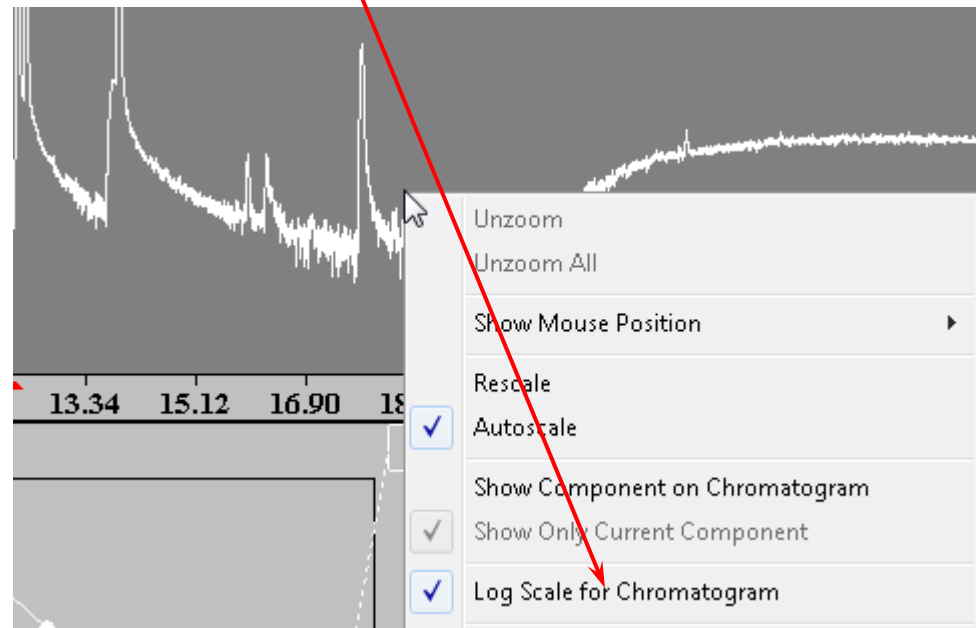 Unzoom
Unzoom All
Show Mouse Position
Rescale
13.34 15.12 16.90 18
Autoscale
Show Component on Chromatogram
Show Only Current Component
Log Scale for Chromatogram